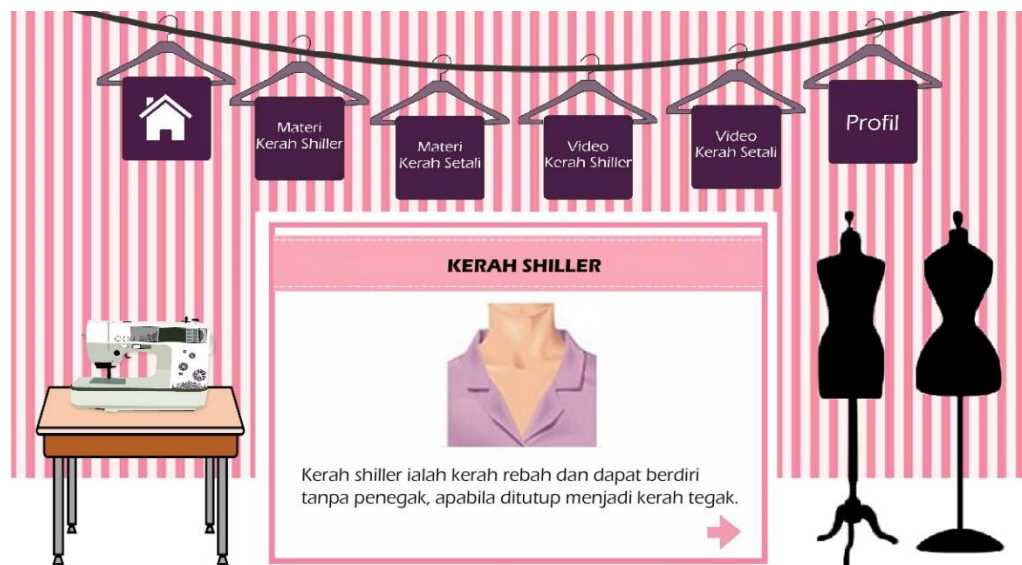 Materi
Kerah Shiller
Materi
Kerah Setali
Video
Kerah Shiller
Video
Kerah Setali
Profil
KERAH SHILLER
Kerah shiller ialah kerah rebah dan dapat berdiri
tanpa penegak, apabila ditutup menjadi kerah tegak.